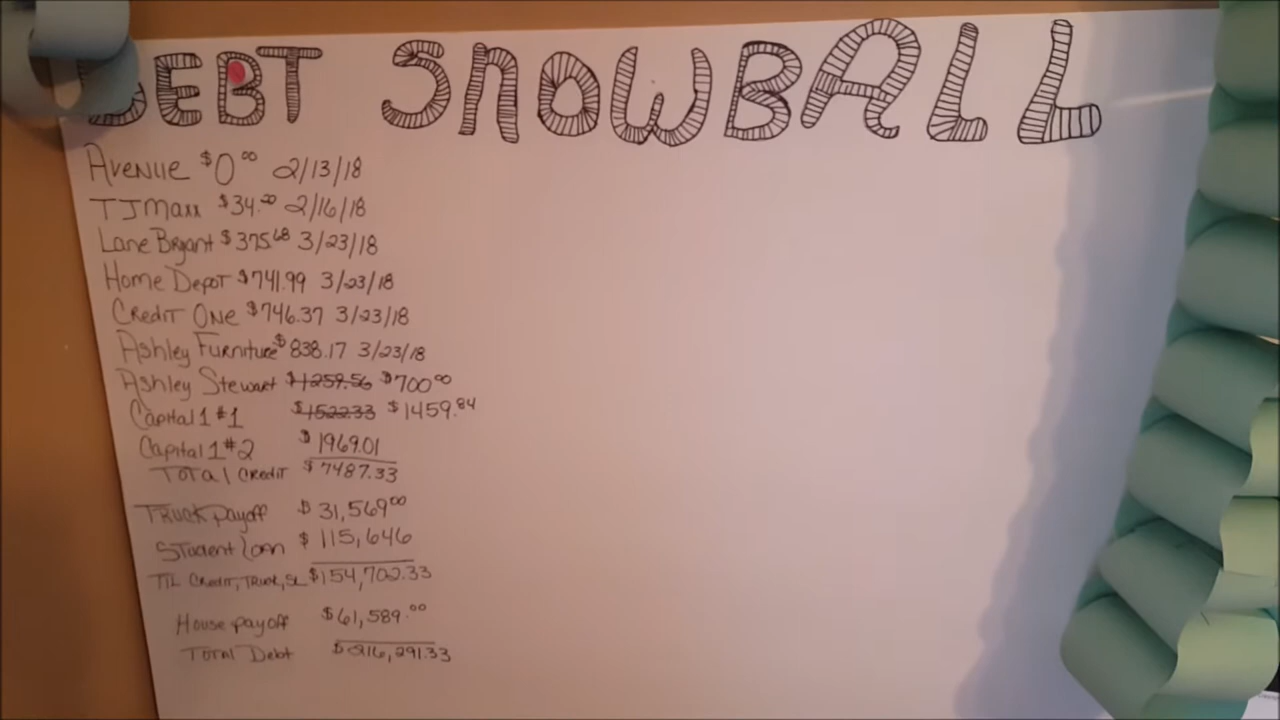 DEBT SNOWBALL
Avenue $0.00 2/13/18
TJMaxx $34.00 2/16/18
Lane Bryant $375.68 3/23/18
Home Depot $741.99 3/23/18
Credit One $746.37 3/23/18
Ashley Furniture $838.17 3/23/18
Ashley Stewart $1259.56 $700.00
Capital 1 #1 $1522.33 $1459.84
Capital 1 #2 $1969.01
Total Credit $7487.33
Truck payoff $31,569.00
Student loan $115,646
TTL Credit, Truck, SL $154,702.33
House payoff $61,589.00
Total Debt $216,291.33